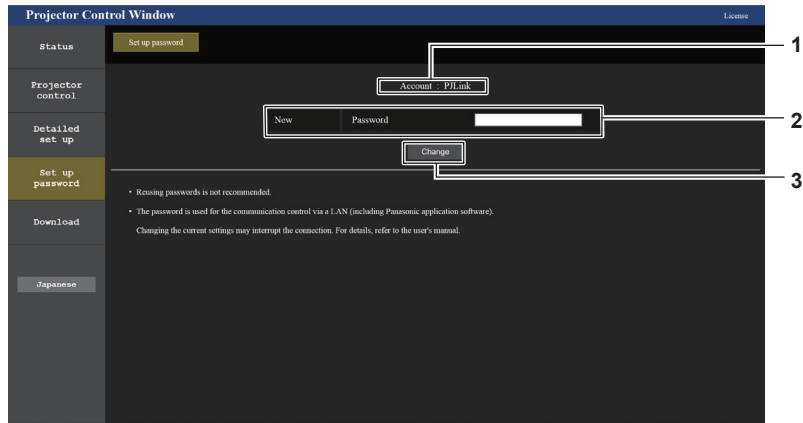 Projector Control Window
License
Status
Set up password
1
Projector
control
Account : PJLink
New Password
2
Detailed
set up
Change
3
Set up
password
• Reusing passwords is not recommended.
• The password is used for the communication control via a LAN (including Panasonic application software).
Changing the current settings may interrupt the connection. For details, refer to the user's manual.
Download
Japanese